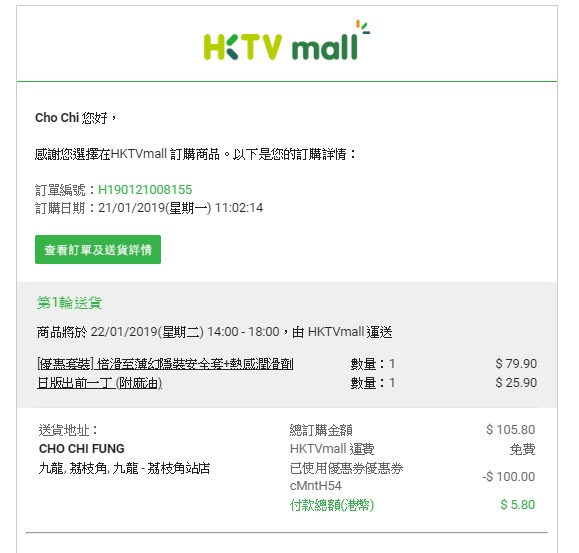 HKTV mall
Cho Chi 您好，
感謝您選擇在HKTVmall 訂購商品。以下是您的訂購詳情：
訂單編號：H190121008155
訂購日期：21/01/2019(星期一) 11:02:14
查看訂單及送貨詳情
第1輪送貨
商品將於 22/01/2019(星期二) 14:00 - 18:00，由 HKTVmall 運送
[優惠套裝] 倍滑至薄幻隱裝安全套+熱感潤滑劑 數量：1 $ 79.90
日版出前一丁 (附麻油) 數量：1 $ 25.90
送貨地址：
CHO CHI FUNG
九龍, 荔枝角, 九龍 - 荔枝角站店
總訂購金額 $ 105.80
HKTVmall 運費 免費
已使用優惠券優惠券
cMntH54 -$ 100.00
付款總額(港幣) $ 5.80